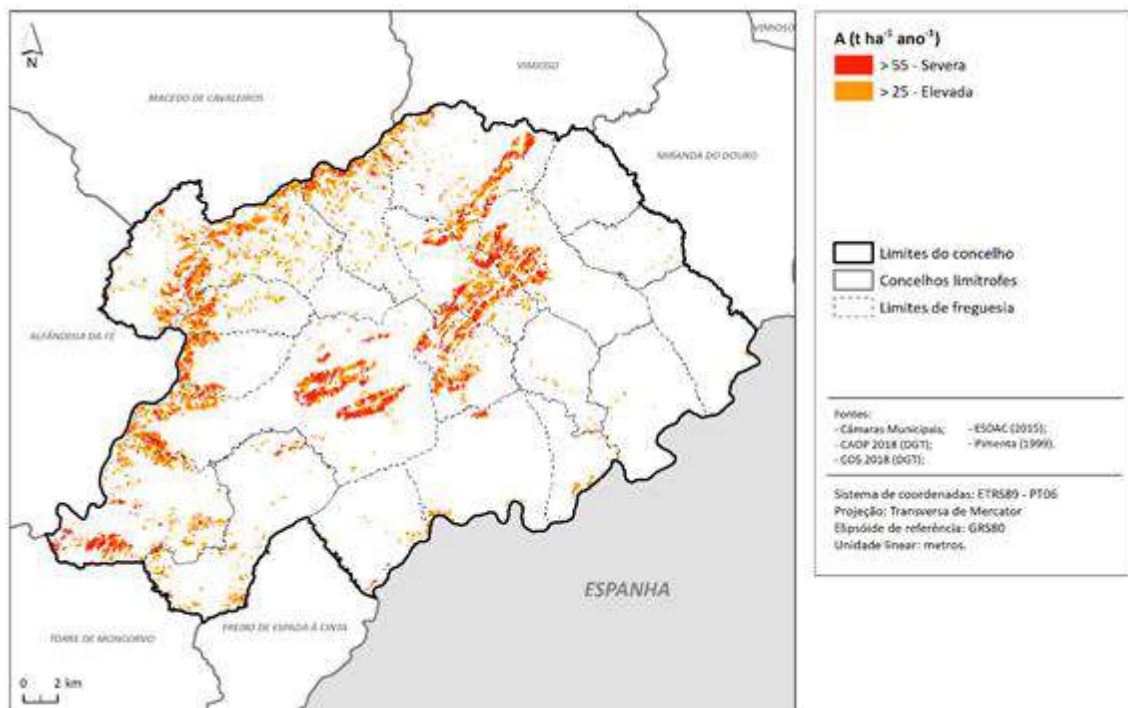 VIMIOSO
VIMIOSO
MACEDO DE CAVALEIROS
MIRANDA DO DOURO
ALFÂNDEGA DA FÉ
ESPANHA
TORRE DE MONCORVO
FREIXO DE ESPADA À CINTA
N
0 2 km
A (t ha⁻¹ ano⁻¹)
> 55 - Severa
> 25 - Elevada
Limites do concelho
Concelhos limítrofes
Limites de freguesia
Fontes:
- Câmaras Municipais; - ESDAC (2015);
- CAOP 2018 (DGT); - Pimenta (1999).
- COS 2018 (DGT);
Sistema de coordenadas: ETRS89 - PT06
Projeção: Transversa de Mercator
Elipsóide de referência: GRS80
Unidade linear: metros.